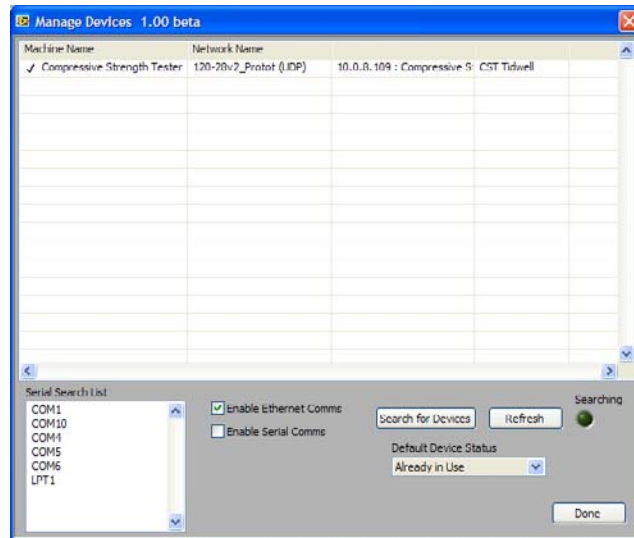 Manage Devices 1.00 beta
Machine Name Network Name
✓ Compressive Strength Tester 120-28v2_Protot (UDP) 10.0.8.109 : Compressive S CST Tidwell
Serial Search List
COM1
COM10
COM4
COM5
COM6
LPT1
Enable Ethernet Comms
Enable Serial Comms
Search for Devices
Refresh
Searching
Default Device Status
Already in Use
Done